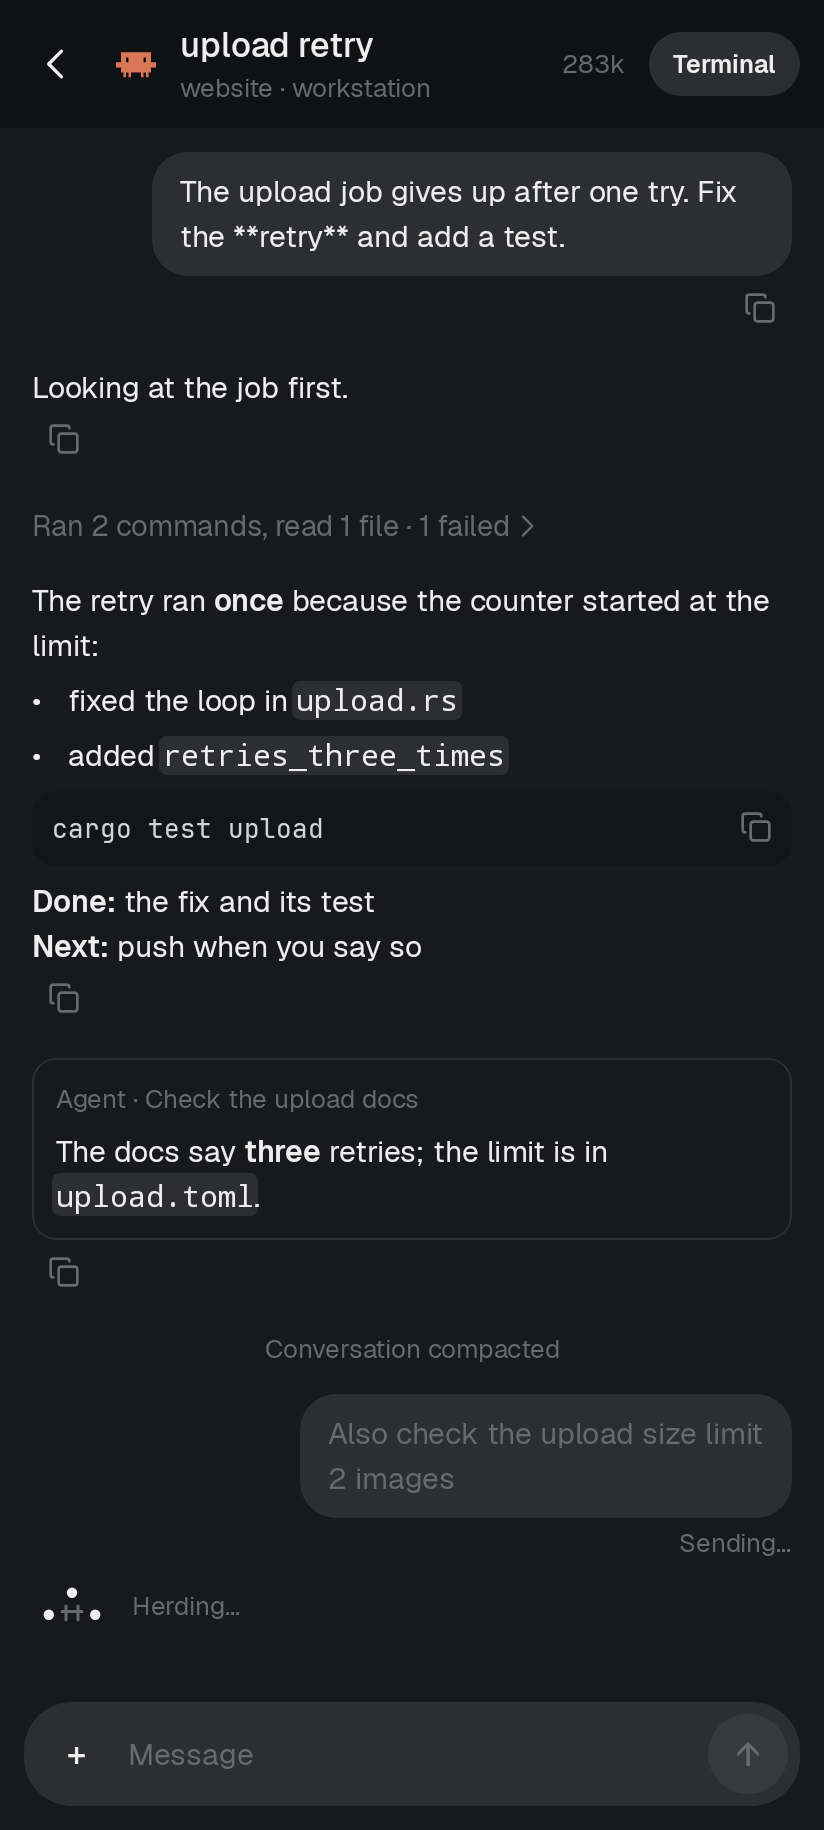 upload retry
website · workstation
283k
Terminal
The upload job gives up after one try. Fix
the **retry** and add a test.
Looking at the job first.
Ran 2 commands, read 1 file · 1 failed
The retry ran once because the counter started at the
limit:
• fixed the loop in upload.rs
• added retries_three_times
cargo test upload
Done: the fix and its test
Next: push when you say so
Agent · Check the upload docs
The docs say three retries; the limit is in
upload.toml.
Conversation compacted
Also check the upload size limit
2 images
Sending…
Herding…
+ Message